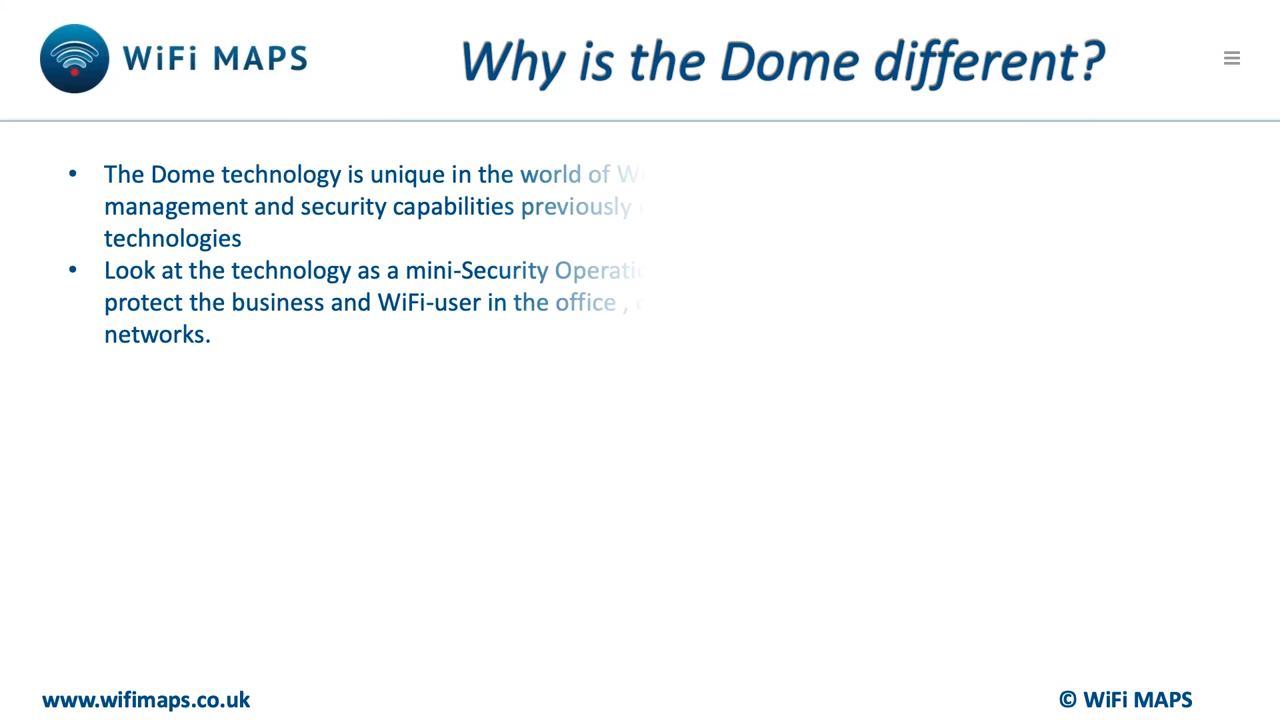 WiFi MAPS
Why is the Dome different?
• The Dome technology is unique in the world of
management and security capabilities previously
technologies
• Look at the technology as a mini-Security
protect the business and WiFi-user in the office ,
networks.
www.wifimaps.co.uk
© WiFi MAPS